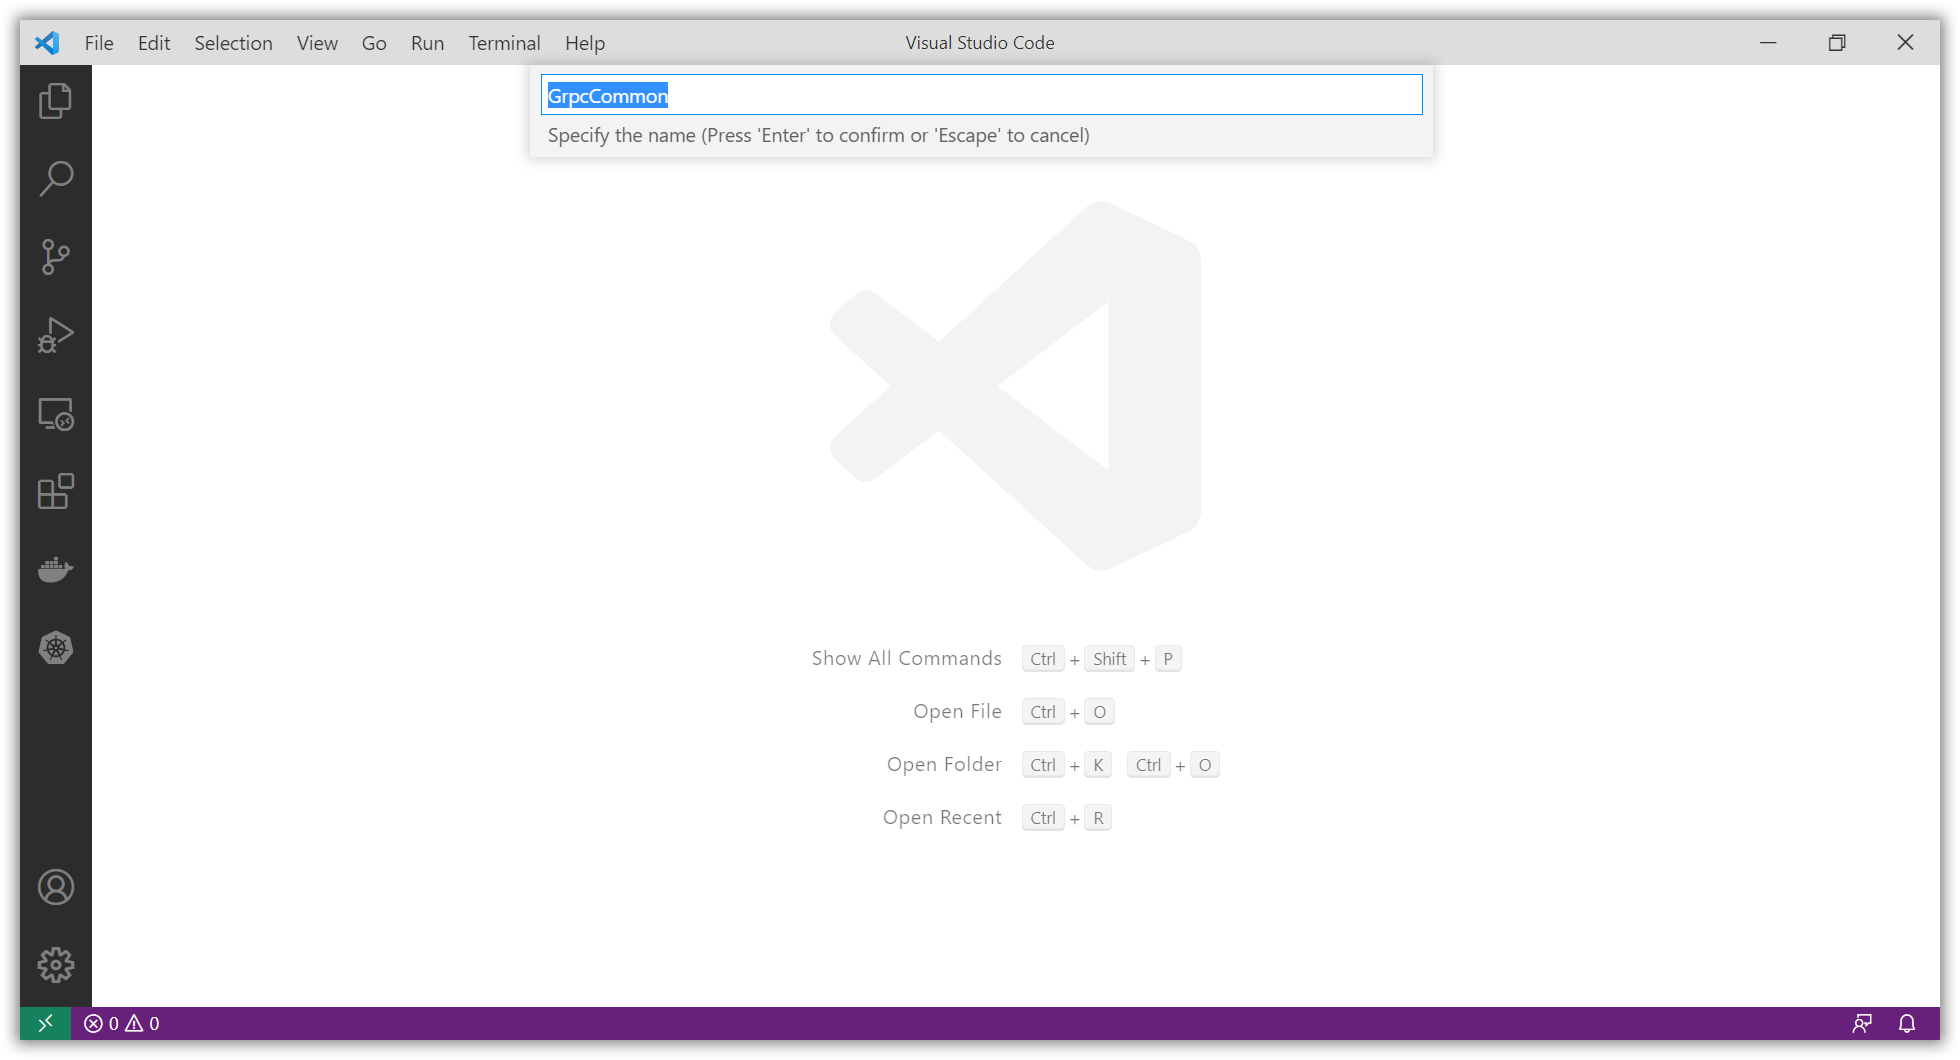 File Edit Selection View Go Run Terminal Help Visual Studio Code
GrpcCommon
Specify the name (Press 'Enter' to confirm or 'Escape' to cancel)
Show All Commands Ctrl + Shift + P
Open File Ctrl + O
Open Folder Ctrl + K Ctrl + O
Open Recent Ctrl + R
0 0